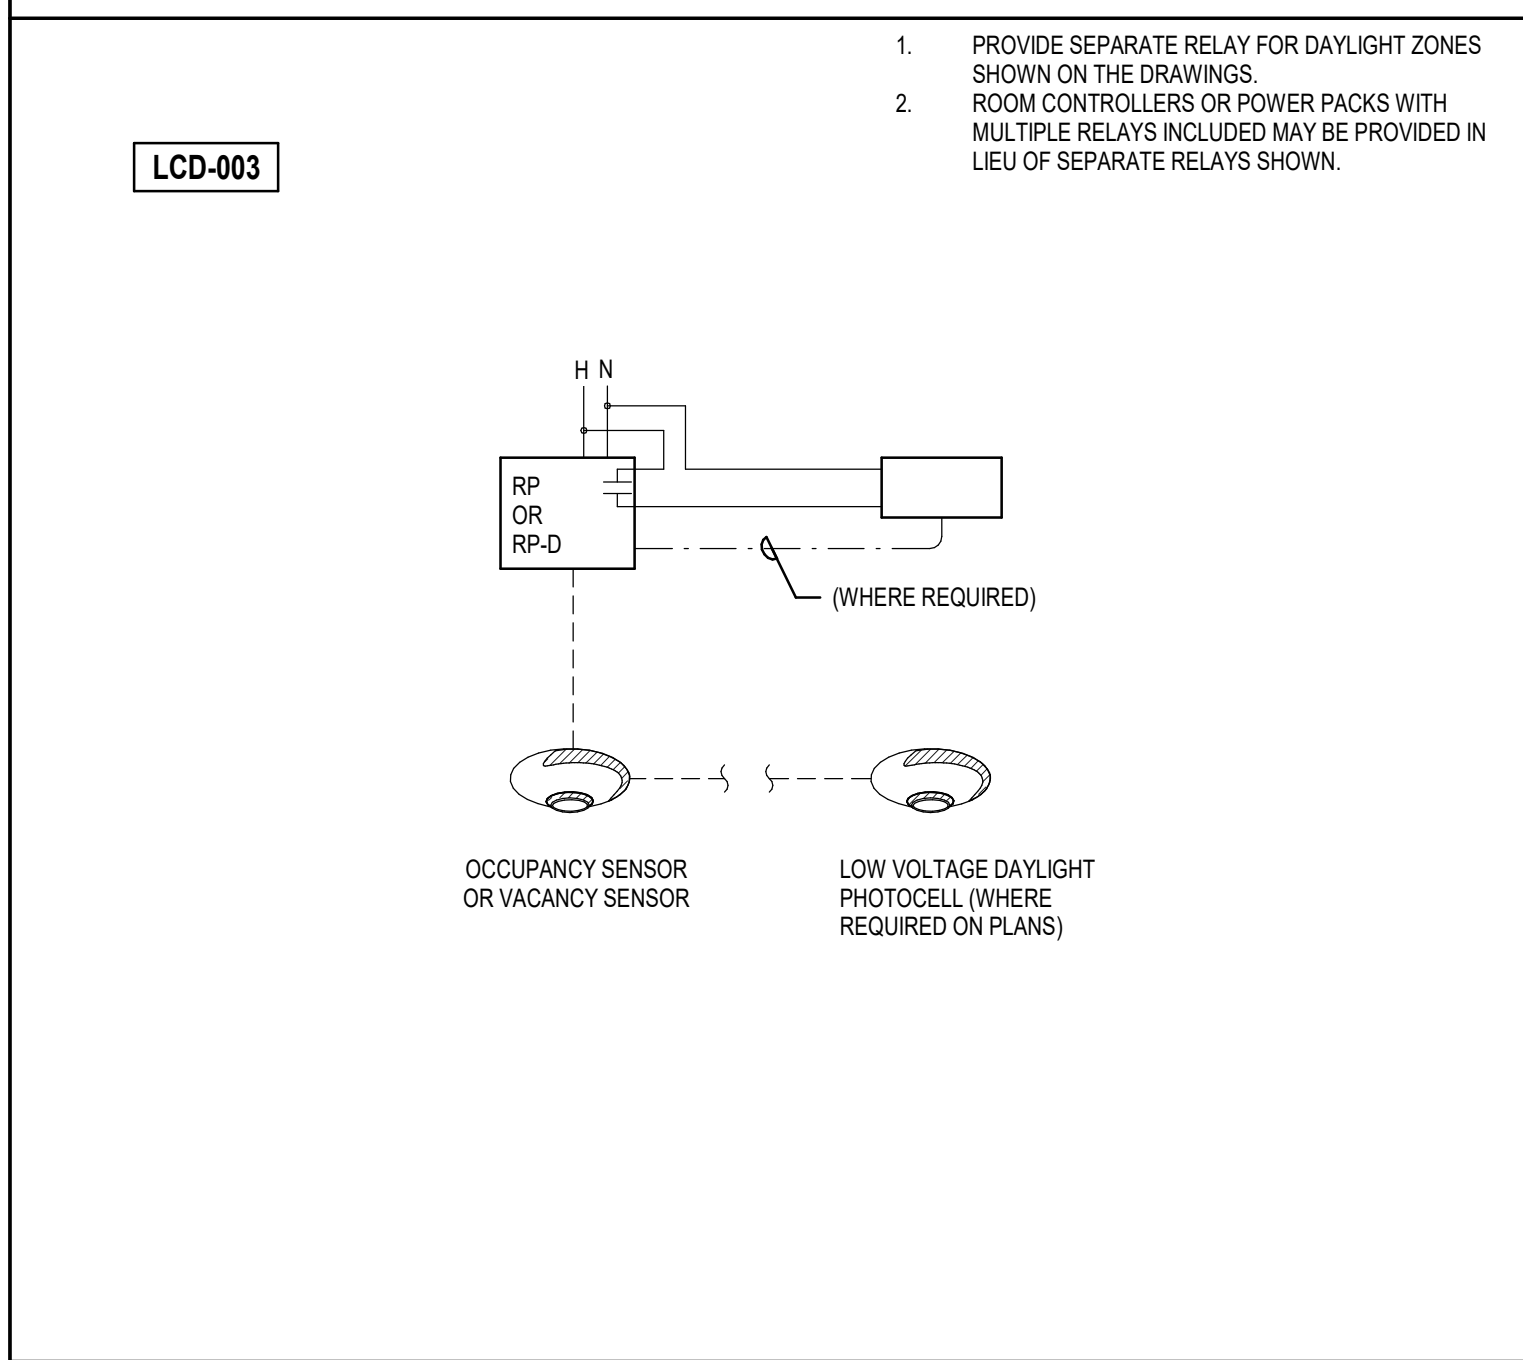 1. PROVIDE SEPARATE RELAY FOR DAYLIGHT ZONES
SHOWN ON THE DRAWINGS.
2. ROOM CONTROLLERS OR POWER PACKS WITH
MULTIPLE RELAYS INCLUDED MAY BE PROVIDED IN
LIEU OF SEPARATE RELAYS SHOWN.
LCD-003
H N
RP
OR
RP-D
(WHERE REQUIRED)
OCCUPANCY SENSOR
OR VACANCY SENSOR
LOW VOLTAGE DAYLIGHT
PHOTOCELL (WHERE
REQUIRED ON PLANS)